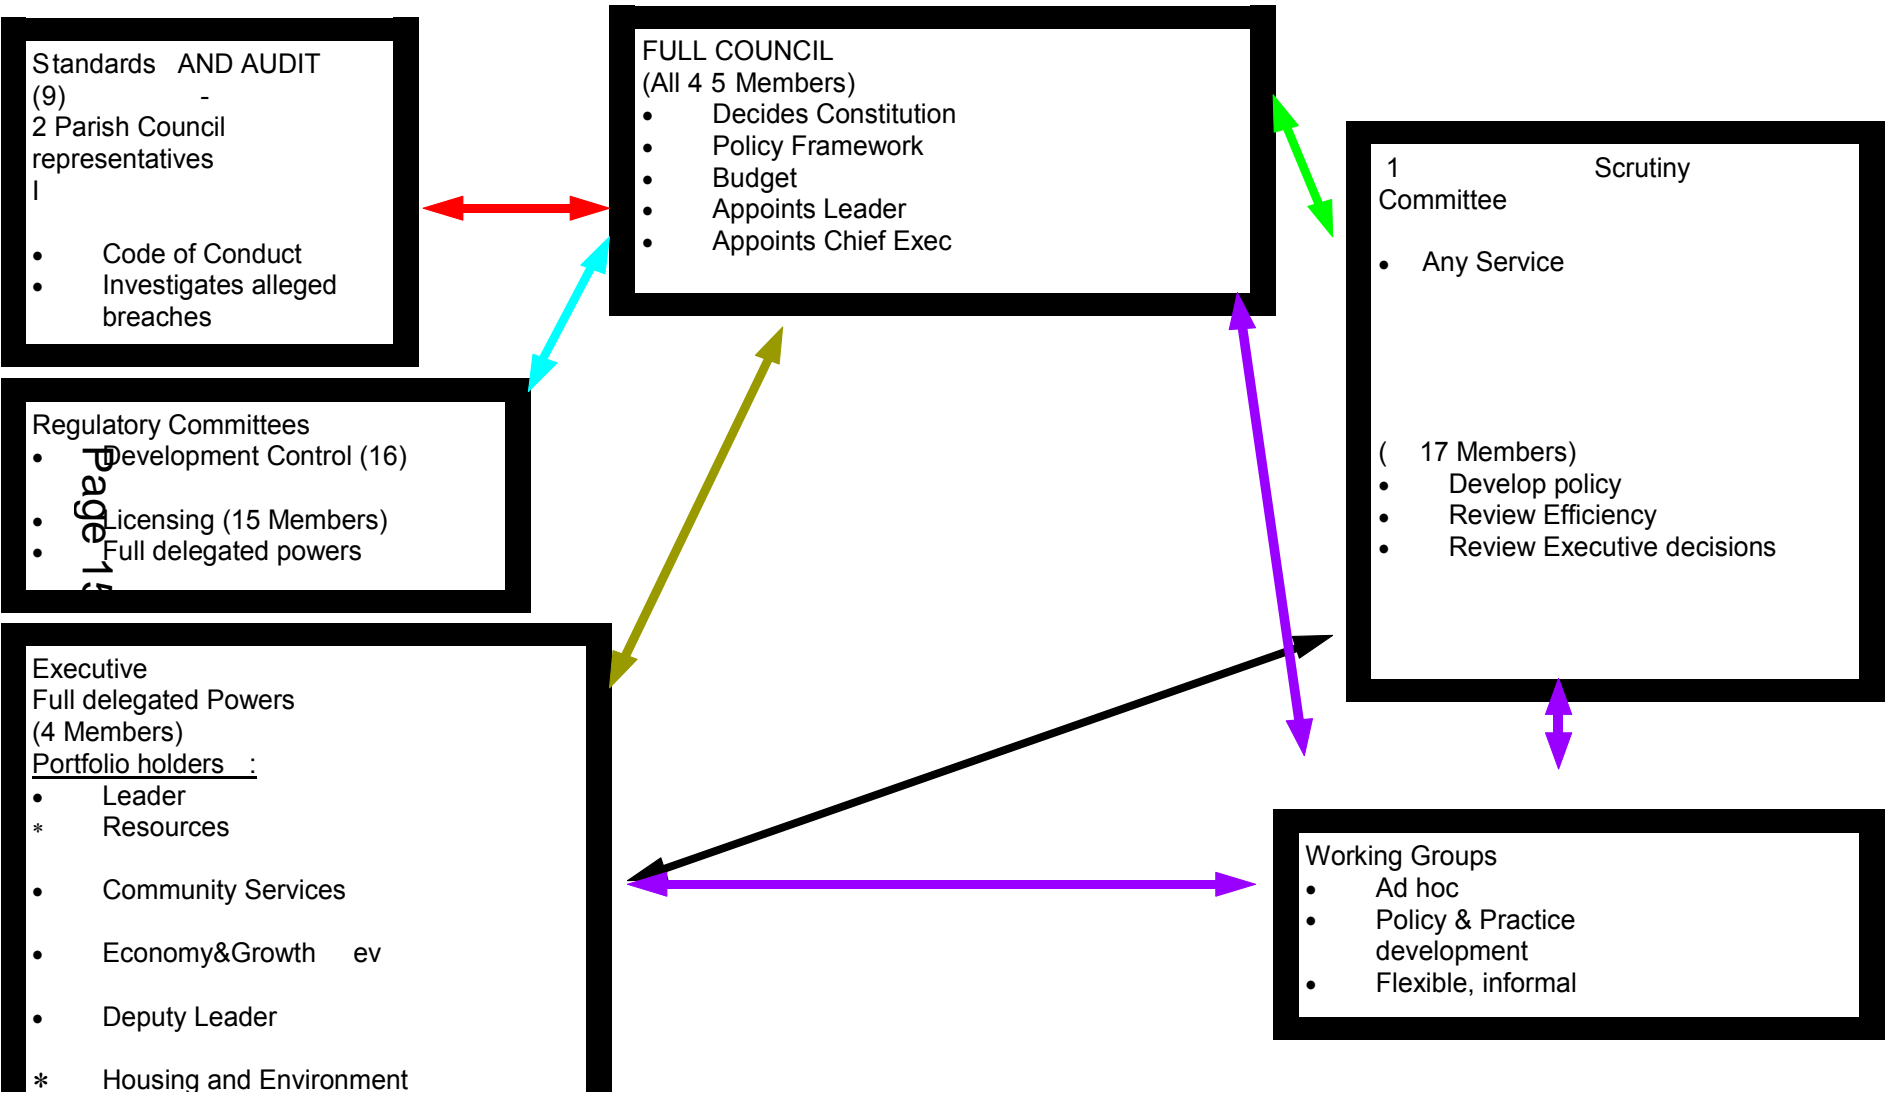 Standards AND AUDIT
(9) -
2 Parish Council
representatives
I
• Code of Conduct
• Investigates alleged
breaches
FULL COUNCIL
(All 4 5 Members)
• Decides Constitution
• Policy Framework
• Budget
• Appoints Leader
• Appoints Chief Exec
1 Scrutiny
Committee
• Any Service
( 17 Members)
• Develop policy
• Review Efficiency
• Review Executive decisions
Regulatory Committees
• Development Control (16)
• Licensing (15 Members)
• Full delegated powers
Page 15
Executive
Full delegated Powers
(4 Members)
Portfolio holders :
• Leader
* Resources
• Community Services
• Economy&Growth ev
• Deputy Leader
* Housing and Environment
Working Groups
• Ad hoc
• Policy & Practice
development
• Flexible, informal